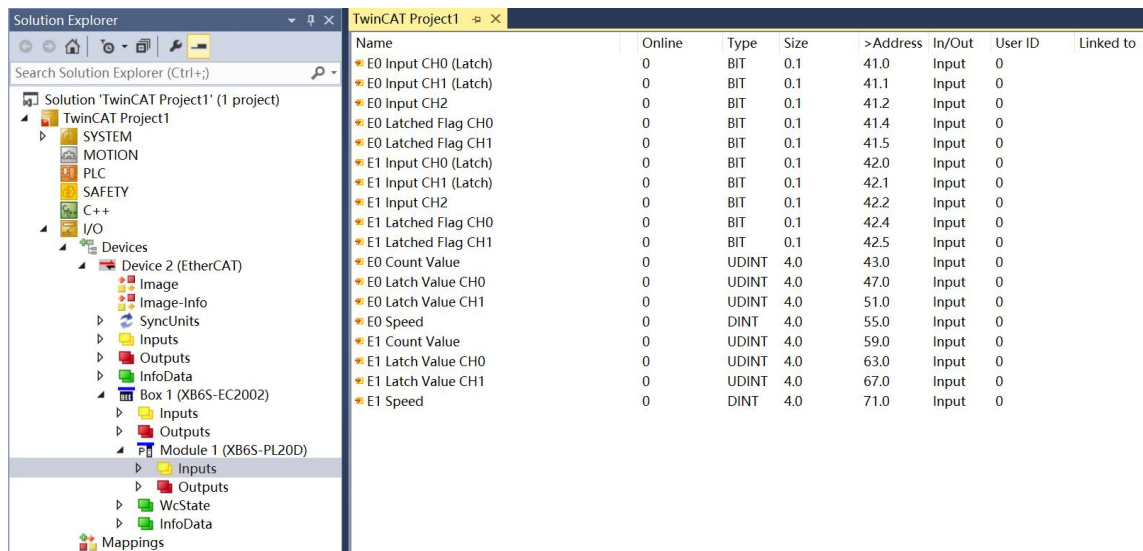 Solution Explorer
Search Solution Explorer (Ctrl+;)
Solution 'TwinCAT Project1' (1 project)
TwinCAT Project1
SYSTEM
MOTION
PLC
SAFETY
C++
I/O
Devices
Device 2 (EtherCAT)
Image
Image-Info
SyncUnits
Inputs
Outputs
InfoData
Box 1 (XB6S-EC2002)
Inputs
Outputs
Module 1 (XB6S-PL20D)
Inputs
Outputs
WcState
InfoData
Mappings
TwinCAT Project1
Name Online Type Size >Address In/Out User ID Linked to
E0 Input CH0 (Latch) 0 BIT 0.1 41.0 Input 0
E0 Input CH1 (Latch) 0 BIT 0.1 41.1 Input 0
E0 Input CH2 0 BIT 0.1 41.2 Input 0
E0 Latched Flag CH0 0 BIT 0.1 41.4 Input 0
E0 Latched Flag CH1 0 BIT 0.1 41.5 Input 0
E1 Input CH0 (Latch) 0 BIT 0.1 42.0 Input 0
E1 Input CH1 (Latch) 0 BIT 0.1 42.1 Input 0
E1 Input CH2 0 BIT 0.1 42.2 Input 0
E1 Latched Flag CH0 0 BIT 0.1 42.4 Input 0
E1 Latched Flag CH1 0 BIT 0.1 42.5 Input 0
E0 Count Value 0 UDINT 4.0 43.0 Input 0
E0 Latch Value CH0 0 UDINT 4.0 47.0 Input 0
E0 Latch Value CH1 0 UDINT 4.0 51.0 Input 0
E0 Speed 0 DINT 4.0 55.0 Input 0
E1 Count Value 0 UDINT 4.0 59.0 Input 0
E1 Latch Value CH0 0 UDINT 4.0 63.0 Input 0
E1 Latch Value CH1 0 UDINT 4.0 67.0 Input 0
E1 Speed 0 DINT 4.0 71.0 Input 0